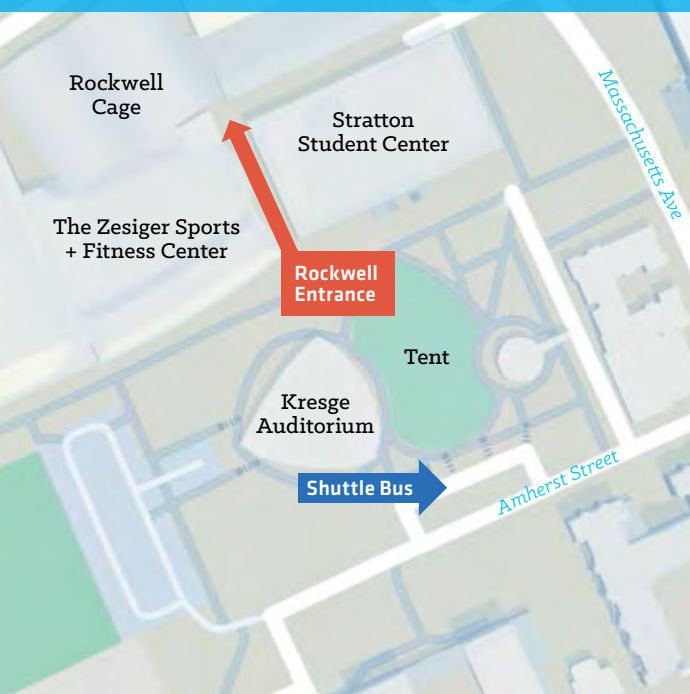 Rockwell
Cage
Stratton
Student Center
Massachusetts Ave
The Zesiger Sports
+ Fitness Center
Rockwell
Entrance
Tent
Kresge
Auditorium
Shuttle Bus
Amherst Street